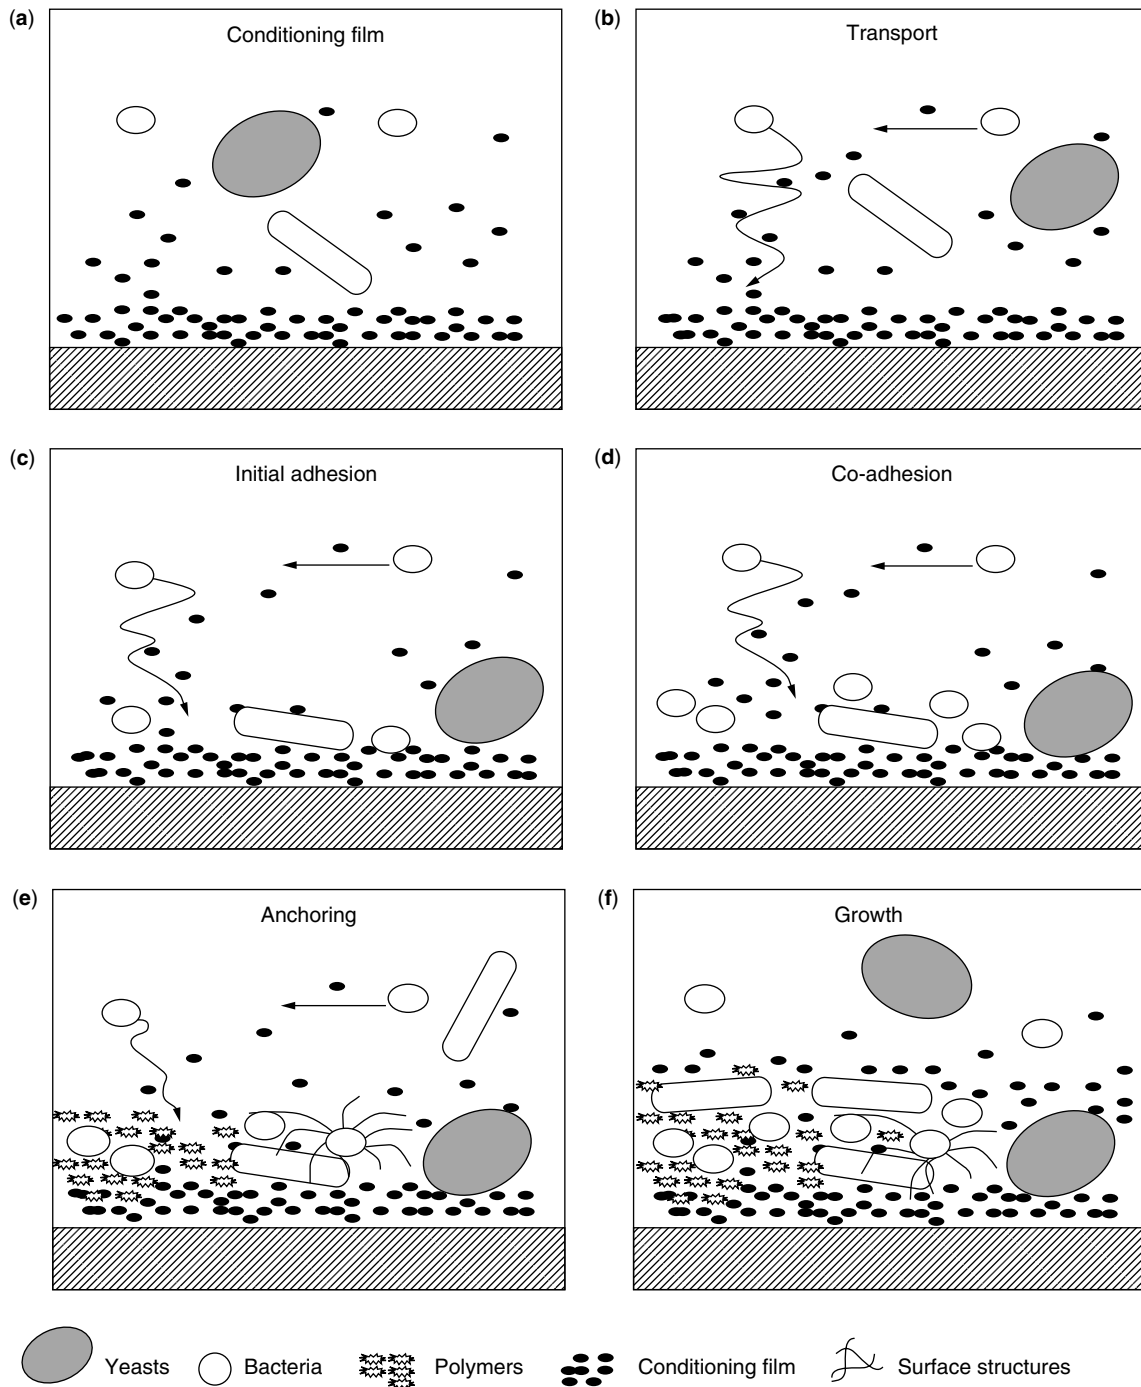 (a)
Conditioning film
(b)
Transport
(c)
Initial adhesion
(d)
Co-adhesion
(e)
Anchoring
(f)
Growth
Yeasts
Bacteria
Polymers
Conditioning film
Surface structures